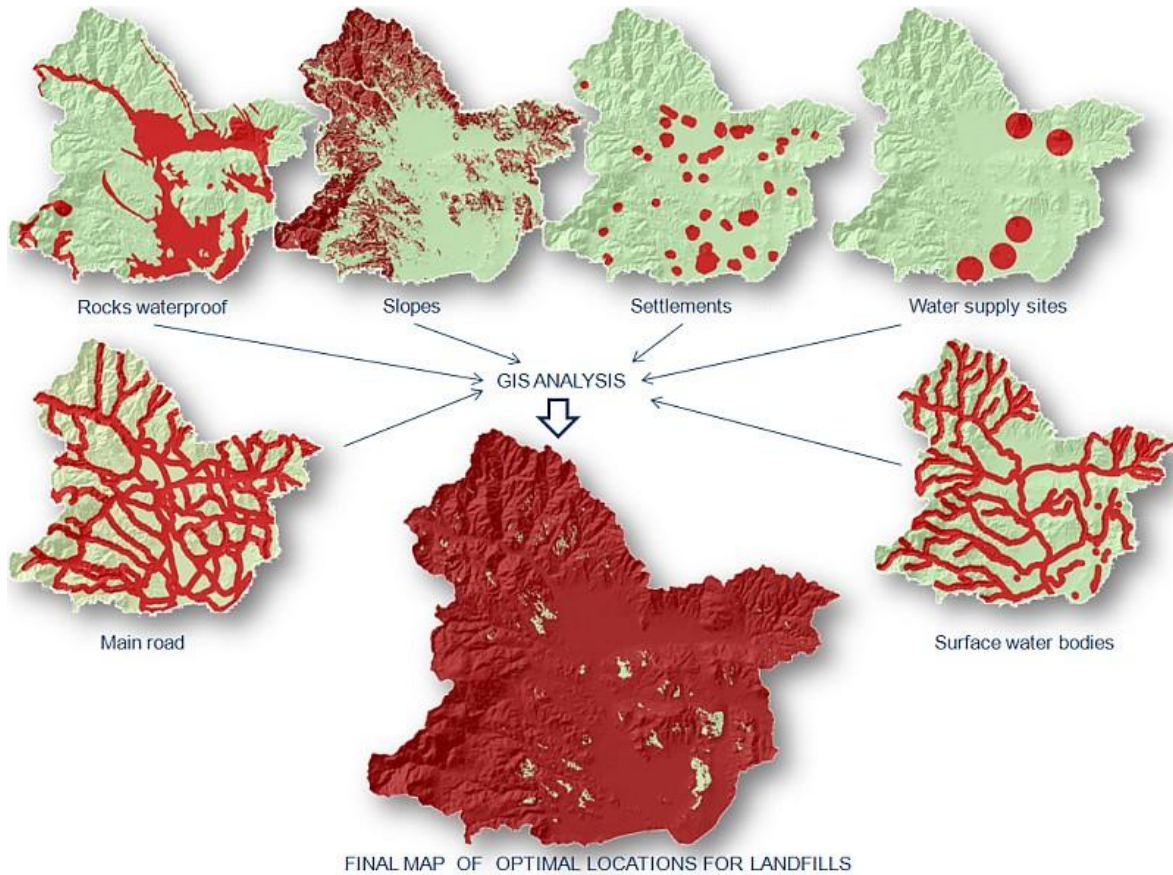 Rocks waterproof
Slopes
Settlements
Water supply sites
GIS ANALYSIS
Main road
Surface water bodies
FINAL MAP OF OPTIMAL LOCATIONS FOR LANDFILLS